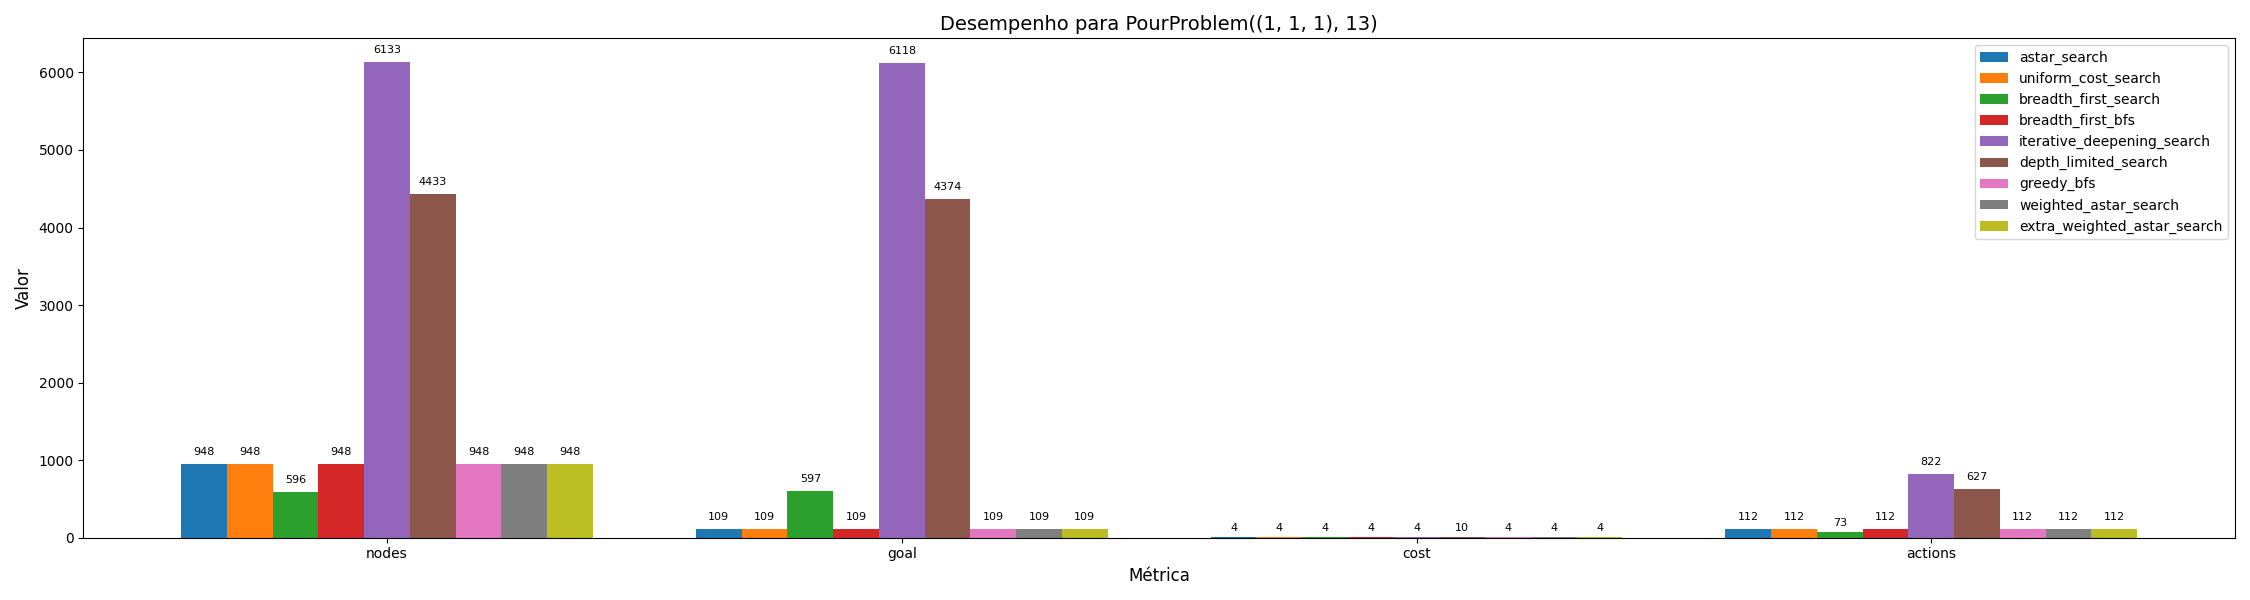 Desempenho para PourProblem((1, 1, 1), 13)
astar_search
uniform_cost_search
breadth_first_search
breadth_first_bfs
iterative_deepening_search
depth_limited_search
greedy_bfs
weighted_astar_search
extra_weighted_astar_search
Valor
6000
5000
4000
3000
2000
1000
0
948 948 596 948 6133 4433 948 948 948
109 109 597 109 6118 4374 109 109 109
4 4 4 4 4 10 4 4 4
112 112 73 112 822 627 112 112 112
nodes goal cost actions
Métrica